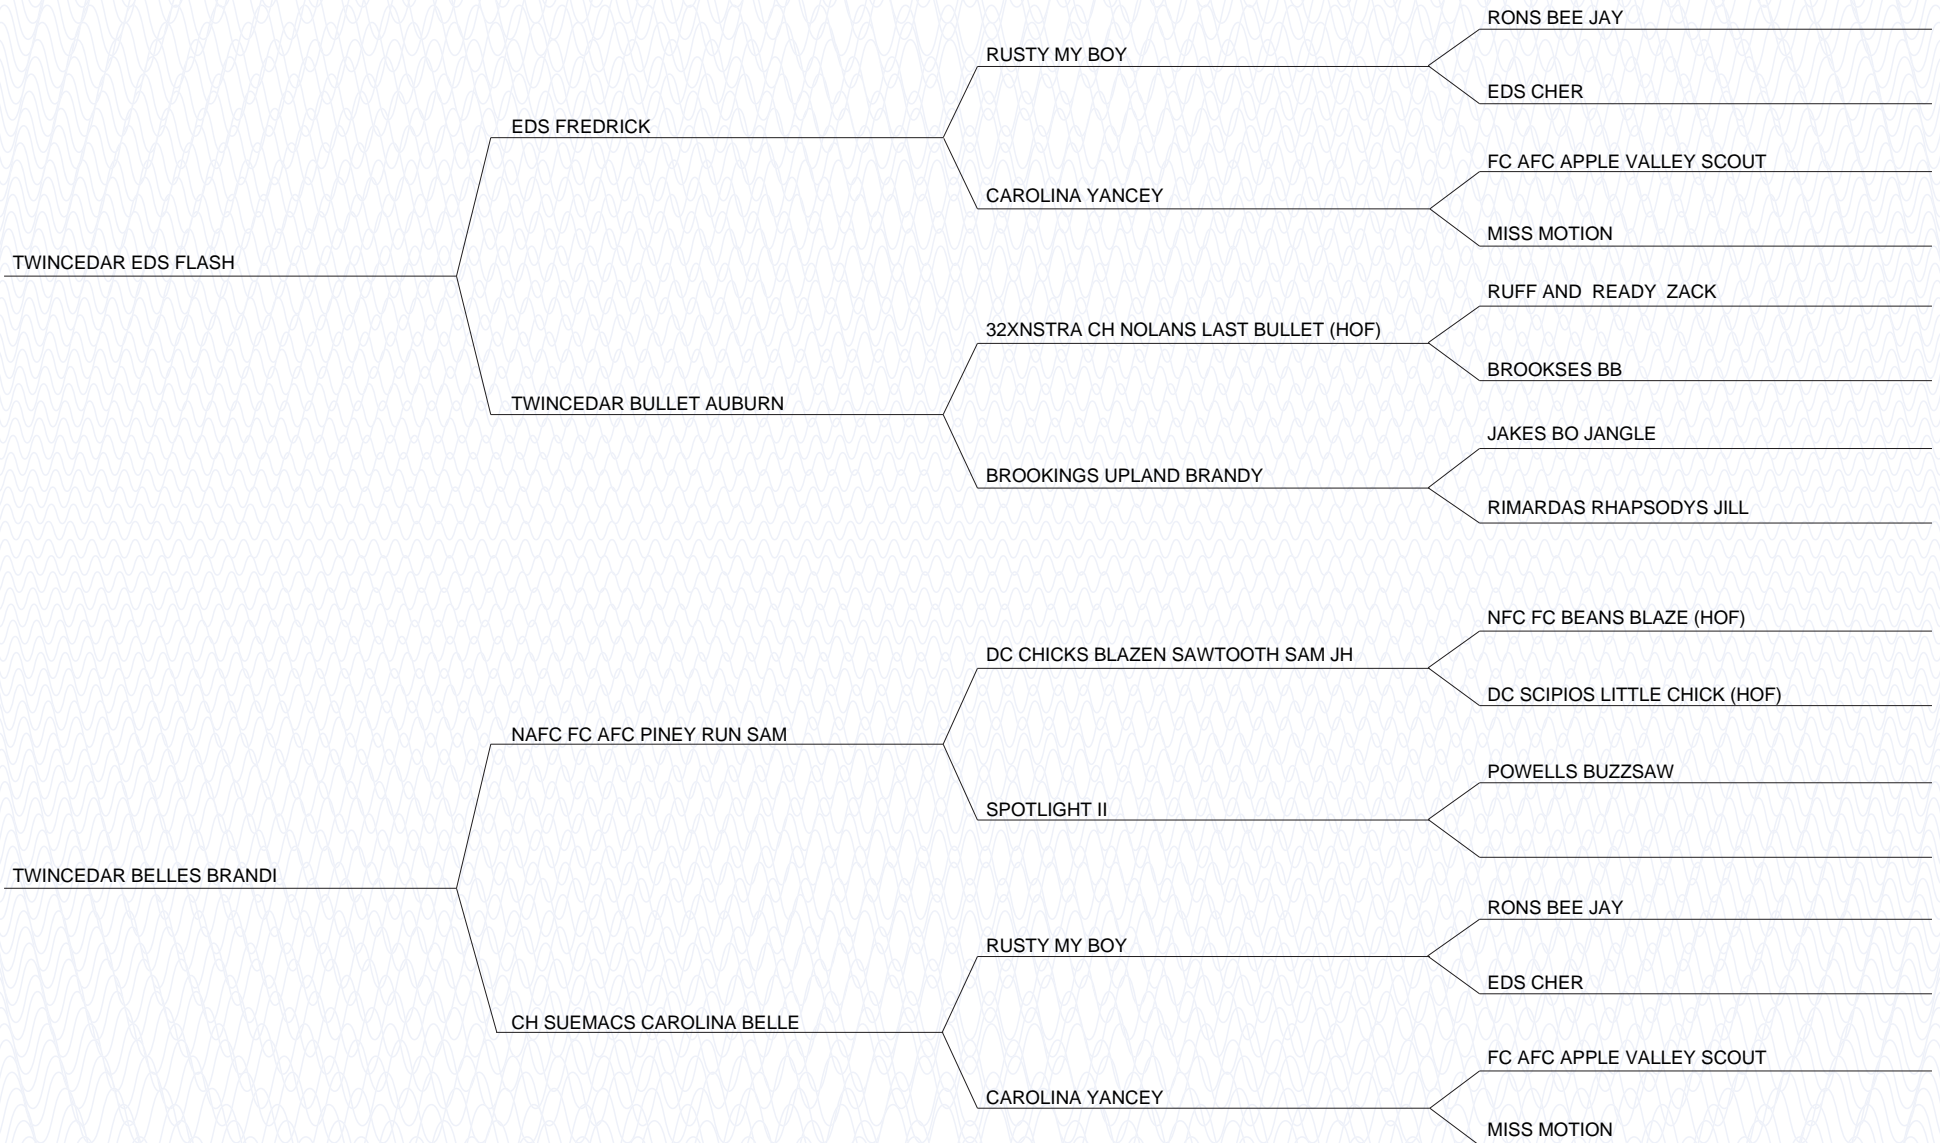 RONS BEE JAY
RUSTY MY BOY
EDS CHER
EDS FREDRICK
FC AFC APPLE VALLEY SCOUT
CAROLINA YANCEY
MISS MOTION
TWINCEDAR EDS FLASH
RUFF AND  READY  ZACK
32XNSTRA CH NOLANS LAST BULLET (HOF)
BROOKSES BB
TWINCEDAR BULLET AUBURN
JAKES BO JANGLE
BROOKINGS UPLAND BRANDY
RIMARDAS RHAPSODYS JILL
NFC FC BEANS BLAZE (HOF)
DC CHICKS BLAZEN SAWTOOTH SAM JH
DC SCIPIOS LITTLE CHICK (HOF)
NAFC FC AFC PINEY RUN SAM
POWELLS BUZZSAW
SPOTLIGHT II
TWINCEDAR BELLES BRANDI
RONS BEE JAY
RUSTY MY BOY
EDS CHER
CH SUEMACS CAROLINA BELLE
FC AFC APPLE VALLEY SCOUT
CAROLINA YANCEY
MISS MOTION